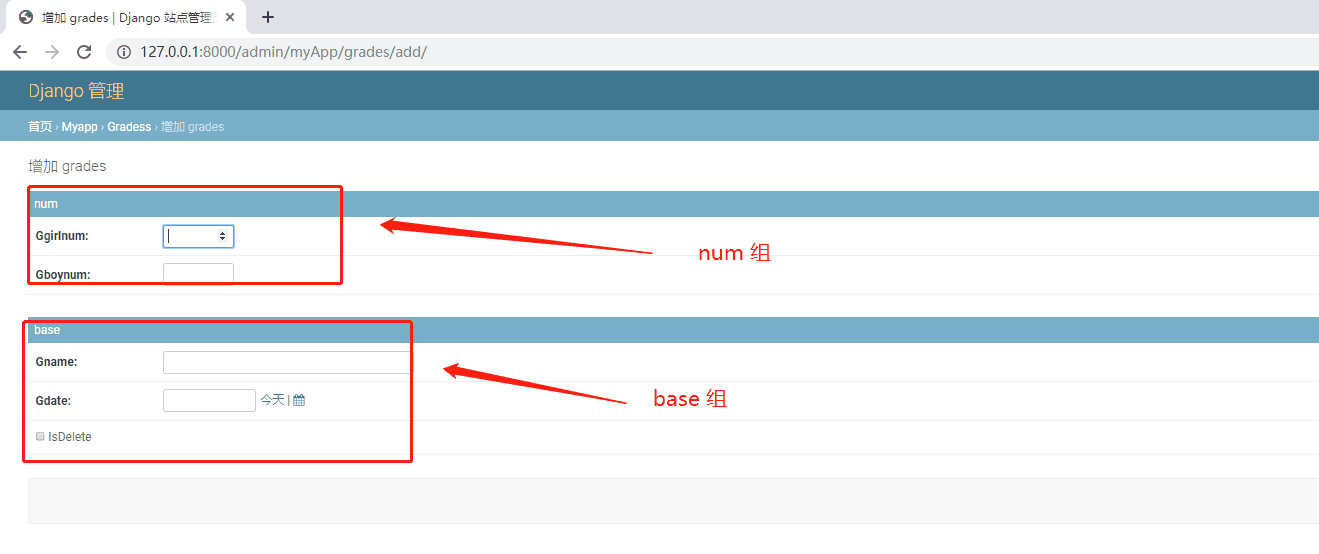 增加 grades | Django 站点管理
127.0.0.1:8000/admin/myApp/grades/add/
Django 管理
首页 › Myapp › Gradess › 增加 grades
增加 grades
num
Ggirlnum:
num 组
Gboynum:
base
Gname:
Gdate:
今天 |
base 组
IsDelete